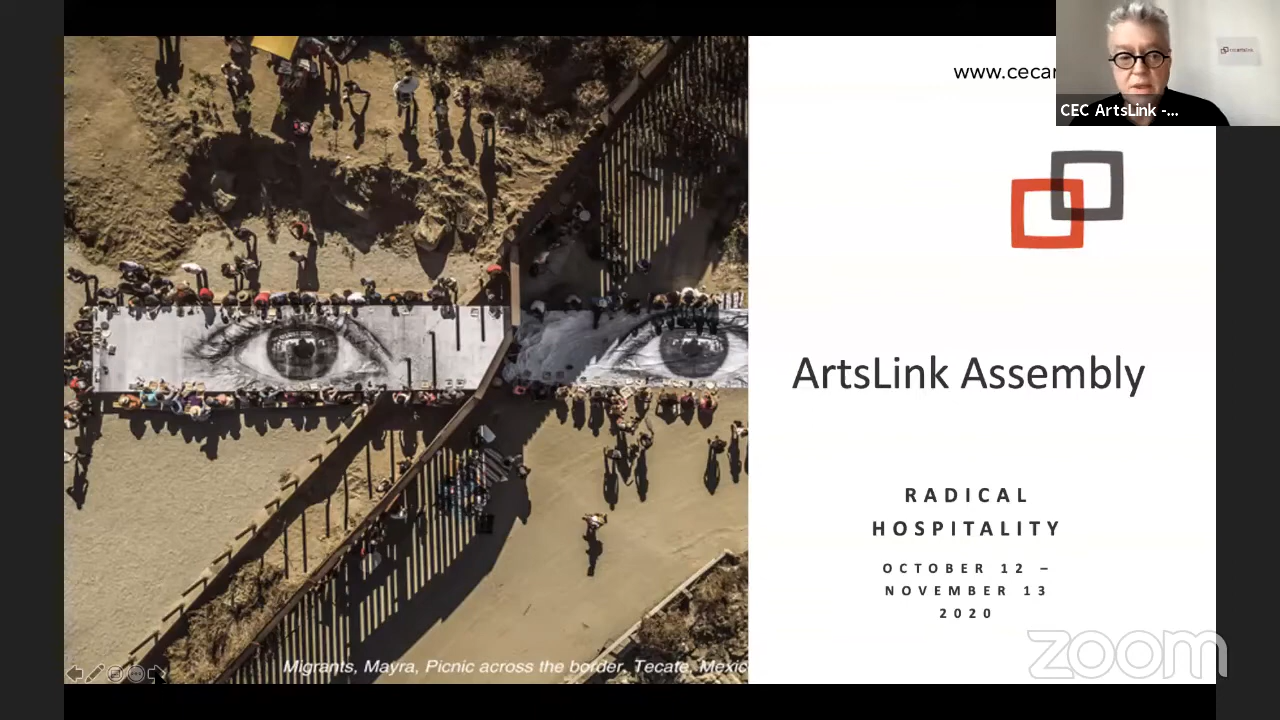 www.cecar
CEC ArtsLink -...
ArtsLink Assembly
RADICAL
HOSPITALITY
OCTOBER 12 –
NOVEMBER 13
2020
Migrants, Mayra, Picnic across the border, Tecate, Mexic
zoom